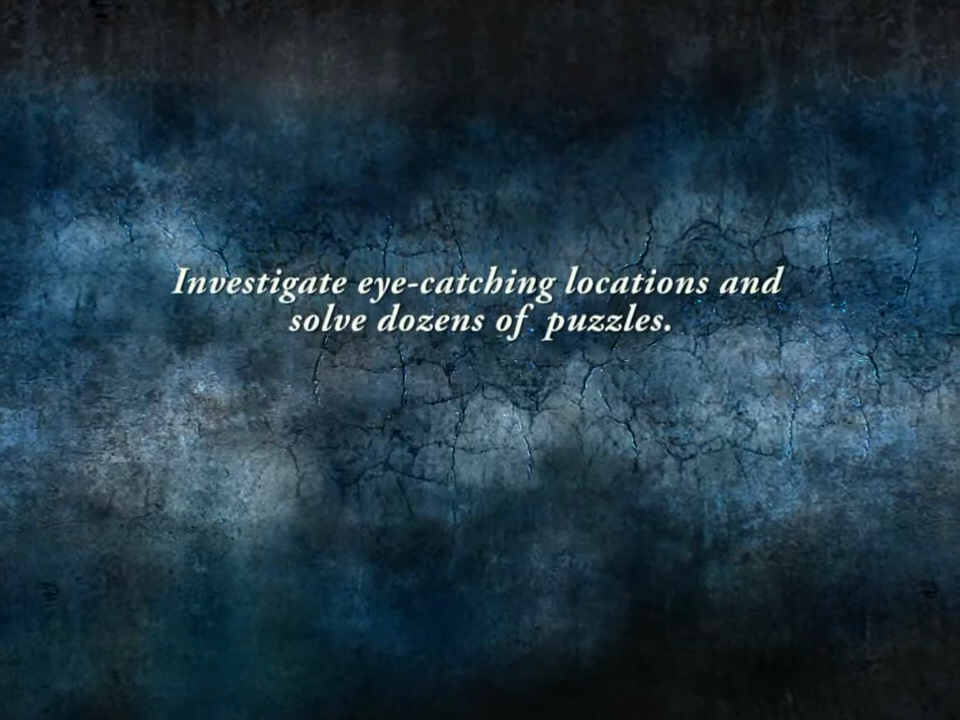 Investigate eye-catching locations and
solve dozens of puzzles.